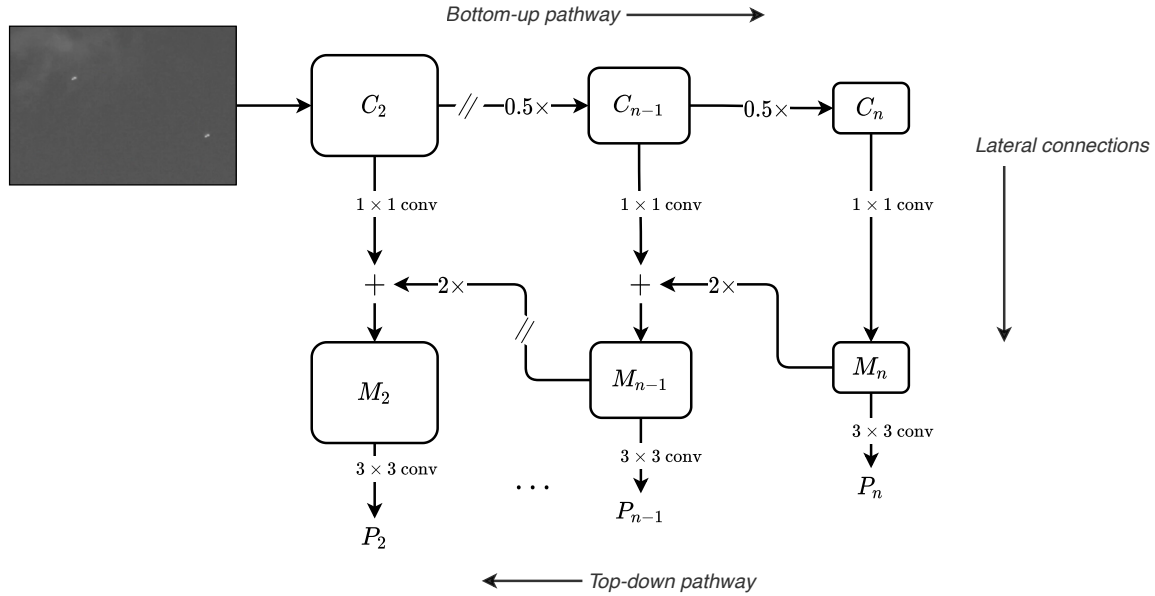 Bottom-up pathway
C₂
0.5×
Cₙ₋₁
0.5×
Cₙ
Lateral connections
1 × 1 conv
1 × 1 conv
1 × 1 conv
+
2×
+
2×
M₂
Mₙ₋₁
Mₙ
3 × 3 conv
3 × 3 conv
3 × 3 conv
...
P₂
Pₙ₋₁
Pₙ
Top-down pathway